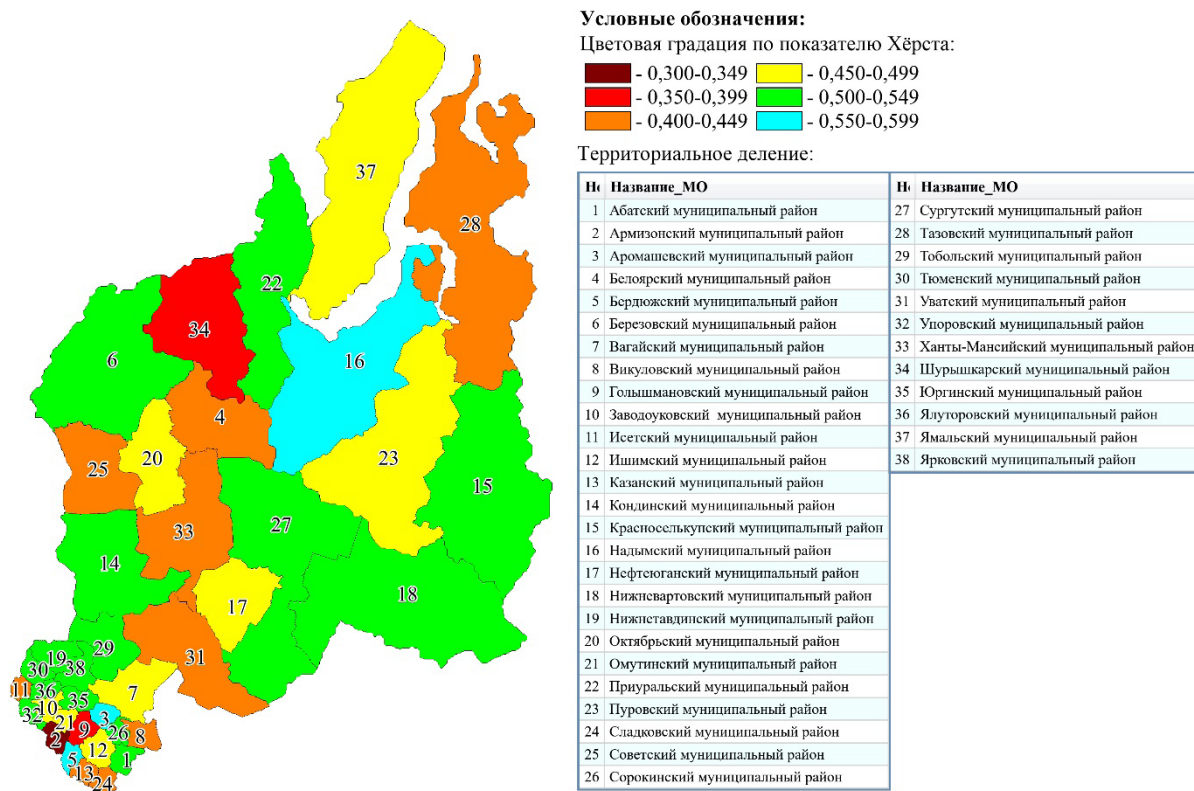 Условные обозначения:
Цветовая градация по показателю Хёрста:
- 0,300-0,349 - 0,450-0,499
- 0,350-0,399 - 0,500-0,549
- 0,400-0,449 - 0,550-0,599
Территориальное деление:
Название_МО
1 Абатский муниципальный район
2 Армизонский муниципальный район
3 Аромашевский муниципальный район
4 Белоярский муниципальный район
5 Бердюжский муниципальный район
6 Березовский муниципальный район
7 Вагайский муниципальный район
8 Викуловский муниципальный район
9 Голышмановский муниципальный район
10 Заводоуковский муниципальный район
11 Исетский муниципальный район
12 Ишимский муниципальный район
13 Казанский муниципальный район
14 Кондинский муниципальный район
15 Красноселькупский муниципальный район
16 Надымский муниципальный район
17 Нефтеюганский муниципальный район
18 Нижневартовский муниципальный район
19 Нижнетавдинский муниципальный район
20 Октябрьский муниципальный район
21 Омутинский муниципальный район
22 Приуральский муниципальный район
23 Пуровский муниципальный район
24 Сладковский муниципальный район
25 Советский муниципальный район
26 Сорокинский муниципальный район
Название_МО
27 Сургутский муниципальный район
28 Тазовский муниципальный район
29 Тобольский муниципальный район
30 Тюменский муниципальный район
31 Уватский муниципальный район
32 Упоровский муниципальный район
33 Ханты-Мансийский муниципальный район
34 Шурышкарский муниципальный район
35 Юргинский муниципальный район
36 Ялуторовский муниципальный район
37 Ямальский муниципальный район
38 Ярковский муниципальный район
37
28
22
34
16
6
4
20
23
25
15
27
33
14
18
17
29
31
19
30
38
7
11
36
35
10
32
3
21
9
26
8
2
12
5
1
13
24